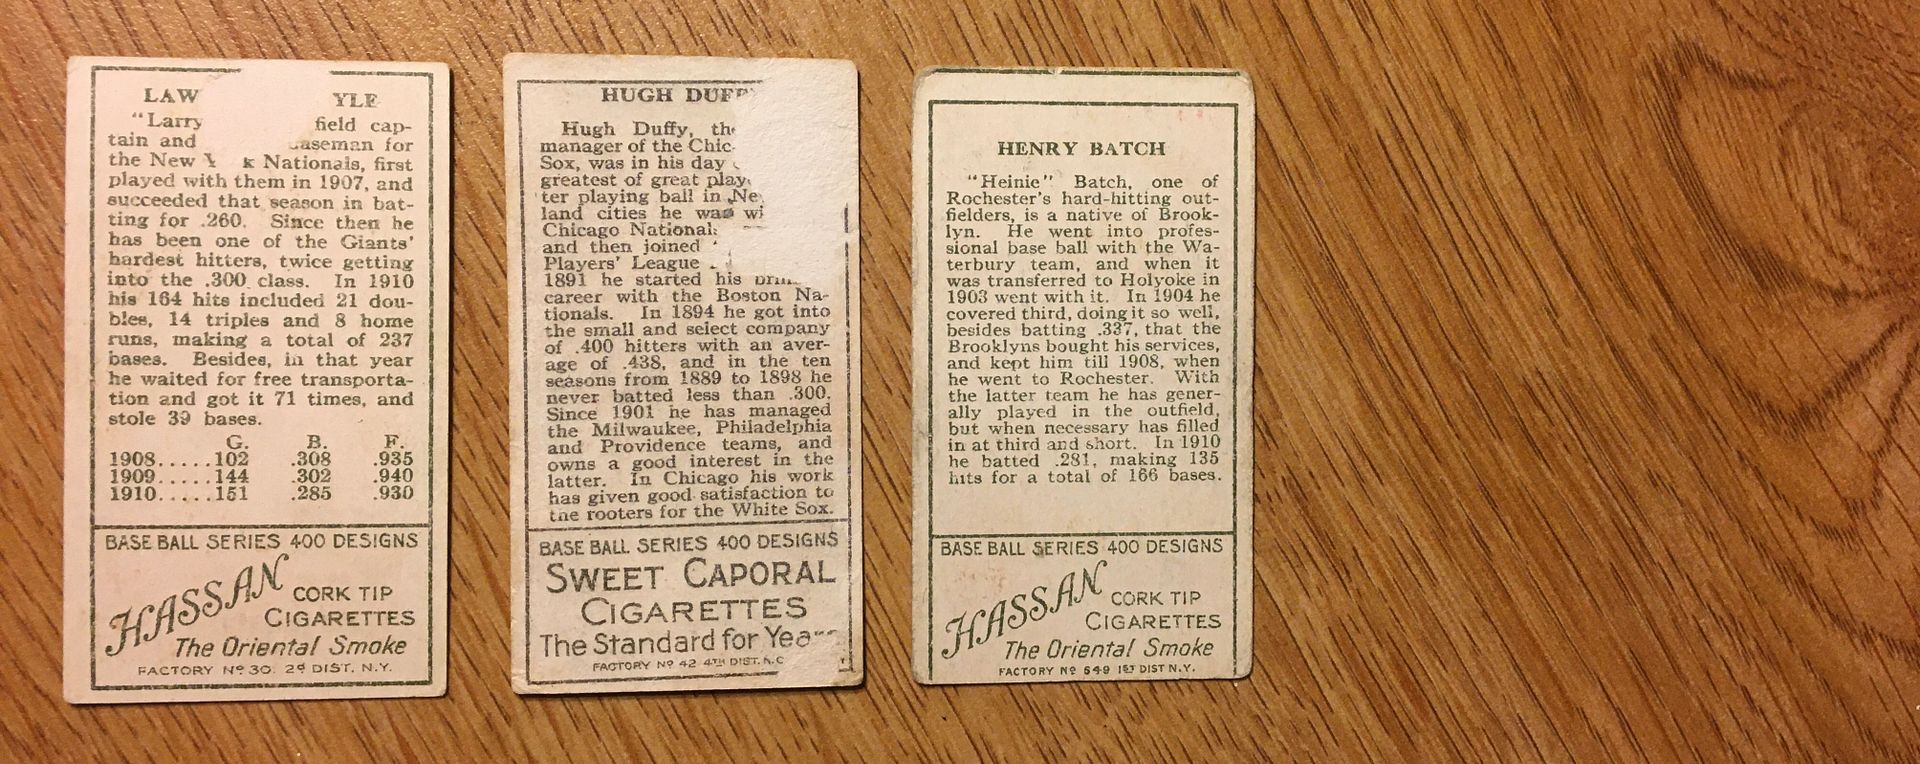 LAW YLE
"Larry field cap-
tain and aseman for
the New Y k Nationals, first
played with them in 1907, and
succeeded that season in bat-
ting for .260. Since then he
has been one of the Giants'
hardest hitters, twice getting
into the .300 class. In 1910
his 164 hits included 21 dou-
bles, 14 triples and 8 home
runs, making a total of 237
bases. Besides, in that year
he waited for free transporta-
tion and got it 71 times, and
stole 39 bases.
G. B. F.
1908.....102 .308 .935
1909.....144 .302 .940
1910.....151 .285 .930
BASE BALL SERIES 400 DESIGNS
HASSAN CORK TIP
CIGARETTES
The Oriental Smoke
FACTORY Nº 30. 2d DIST. N.Y.
HUGH DUFF
Hugh Duffy, the
manager of the Chic
Sox, was in his day
greatest of great play
ter playing ball in Ne
land cities he was wi
Chicago National
and then joined
Players' League
1891 he started his
career with the Boston Na-
tionals. In 1894 he got into
the small and select company
of .400 hitters with an aver-
age of .438, and in the ten
seasons from 1889 to 1898 he
never batted less than .300.
Since 1901 he has managed
the Milwaukee, Philadelphia
and Providence teams, and
owns a good interest in the
latter. In Chicago his work
has given good satisfaction to
the rooters for the White Sox.
BASE BALL SERIES 400 DESIGNS
SWEET CAPORAL
CIGARETTES
The Standard for Years
FACTORY Nº 42 4TH DIST. N.C
HENRY BATCH
"Heinie" Batch, one of
Rochester's hard-hitting out-
fielders, is a native of Brook-
lyn. He went into profes-
sional base ball with the Wa-
terbury team, and when it
was transferred to Holyoke in
1903 went with it. In 1904 he
covered third, doing it so well,
besides batting .337, that the
Brooklyns bought his services,
and kept him till 1908, when
he went to Rochester. With
the latter team he has gener-
ally played in the outfield,
but when necessary has filled
in at third and short. In 1910
he batted .281, making 135
hits for a total of 166 bases.
BASE BALL SERIES 400 DESIGNS
HASSAN CORK TIP
CIGARETTES
The Oriental Smoke
FACTORY Nº 649 1ST DIST N.Y.